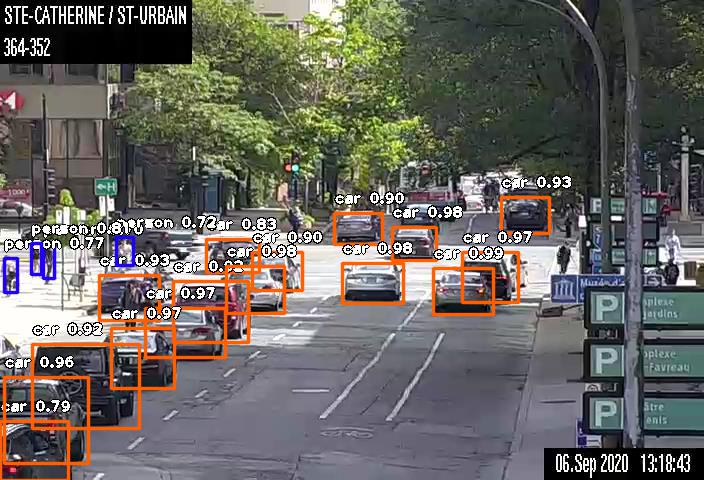 STE-CATHERINE / ST-URBAIN
364-352
car 0.93
car 0.90
car 0.98
person 0.72
car 0.83
car 0.90
car 0.97
person 0.77
car 0.98
car 0.98
car 0.99
car 0.93
car 0.97
car 0.97
car 0.92
car 0.96
car 0.79
H
P
P
P
06.Sep 2020 13:18:43